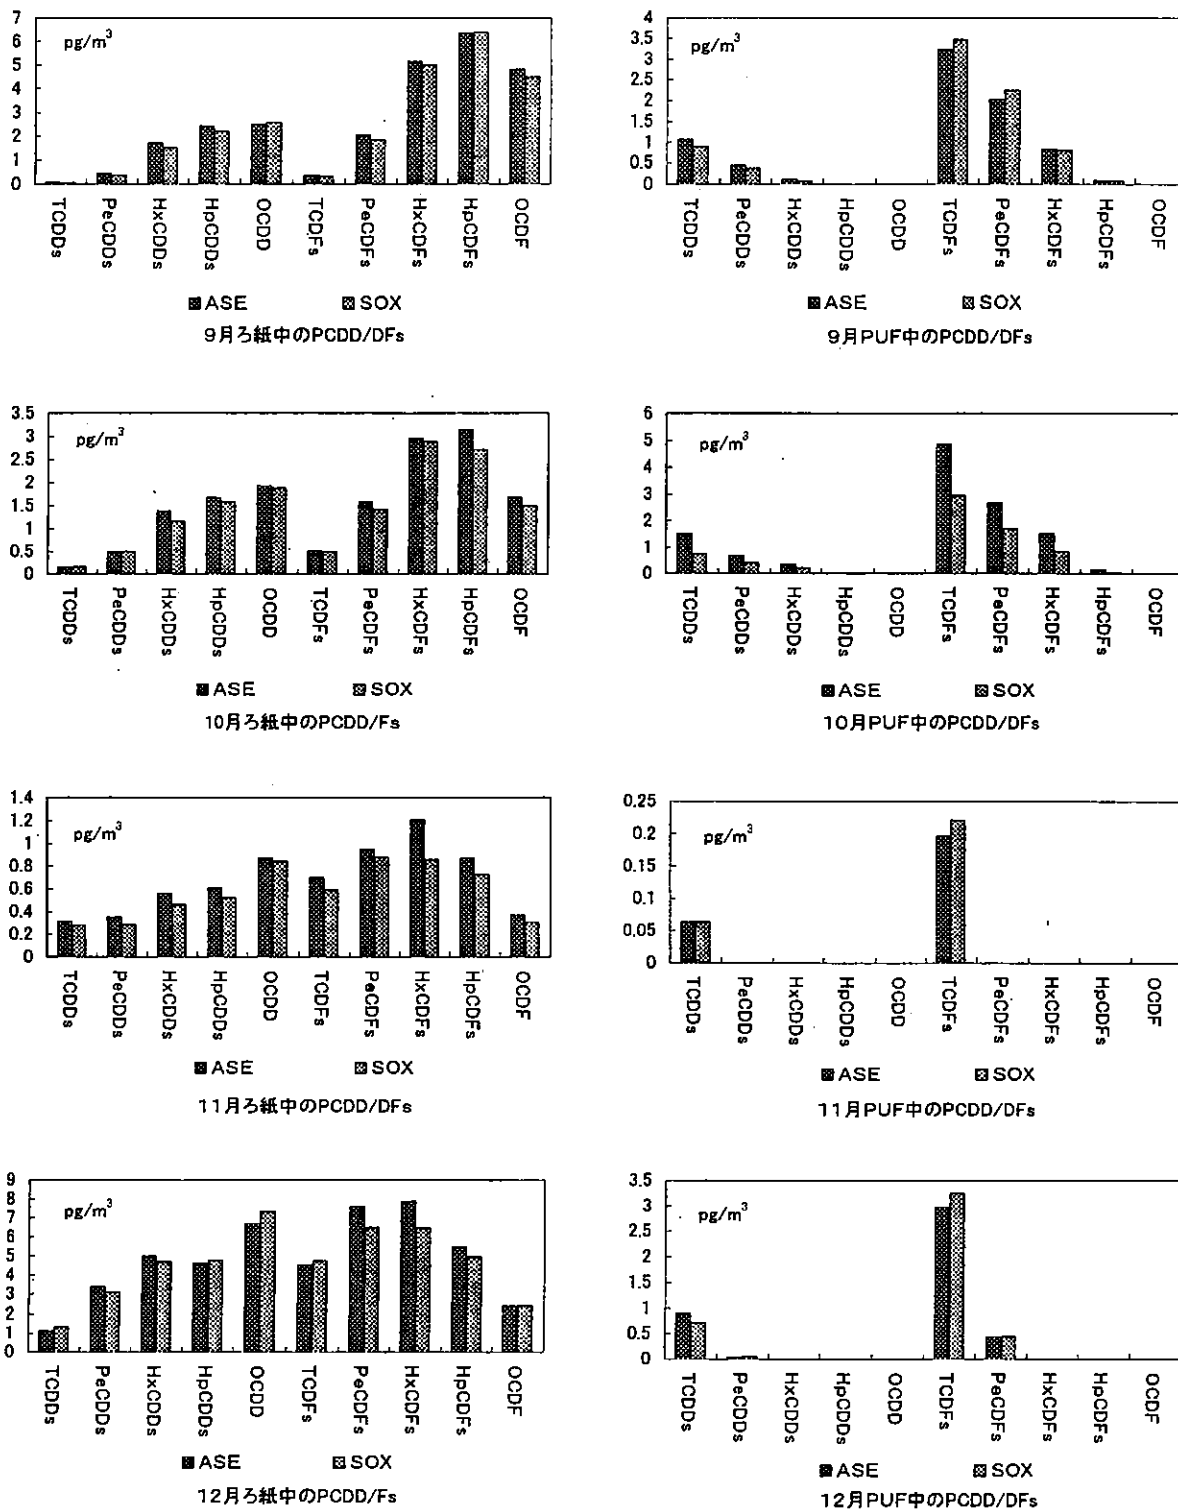 7
6
5
4
3
2
1
0
pg/m³
TCDDs
PeCDDs
HxCDDs
HpCDDs
OCDD
TCDFs
PeCDFs
HxCDFs
HpCDFs
OCDF
ASE SOX
9月ろ紙中のPCDD/DFs
4
3.5
3
2.5
2
1.5
1
0.5
0
pg/m³
TCDDs
PeCDDs
HxCDDs
HpCDDs
OCDD
TCDFs
PeCDFs
HxCDFs
HpCDFs
OCDF
ASE SOX
9月PUF中のPCDD/DFs
3.5
3
2.5
2
1.5
1
0.5
0
pg/m³
TCDDs
PeCDDs
HxCDDs
HpCDDs
OCDD
TCDFs
PeCDFs
HxCDFs
HpCDFs
OCDF
ASE SOX
10月ろ紙中のPCDD/Fs
6
5
4
3
2
1
0
pg/m³
TCDDs
PeCDDs
HxCDDs
HpCDDs
OCDD
TCDFs
PeCDFs
HxCDFs
HpCDFs
OCDF
ASE SOX
10月PUF中のPCDD/DFs
1.4
1.2
1
0.8
0.6
0.4
0.2
0
pg/m³
TCDDs
PeCDDs
HxCDDs
HpCDDs
OCDD
TCDFs
PeCDFs
HxCDFs
HpCDFs
OCDF
ASE SOX
11月ろ紙中のPCDD/DFs
0.25
0.2
0.15
0.1
0.05
0
pg/m³
TCDDs
PeCDDs
HxCDDs
HpCDDs
OCDD
TCDFs
PeCDFs
HxCDFs
HpCDFs
OCDF
ASE SOX
11月PUF中のPCDD/DFs
9
8
7
6
5
4
3
2
1
0
pg/m³
TCDDs
PeCDDs
HxCDDs
HpCDDs
OCDD
TCDFs
PeCDFs
HxCDFs
HpCDFs
OCDF
ASE SOX
12月ろ紙中のPCDD/Fs
3.5
3
2.5
2
1.5
1
0.5
0
pg/m³
TCDDs
PeCDDs
HxCDDs
HpCDDs
OCDD
TCDFs
PeCDFs
HxCDFs
HpCDFs
OCDF
ASE SOX
12月PUF中のPCDD/DFs